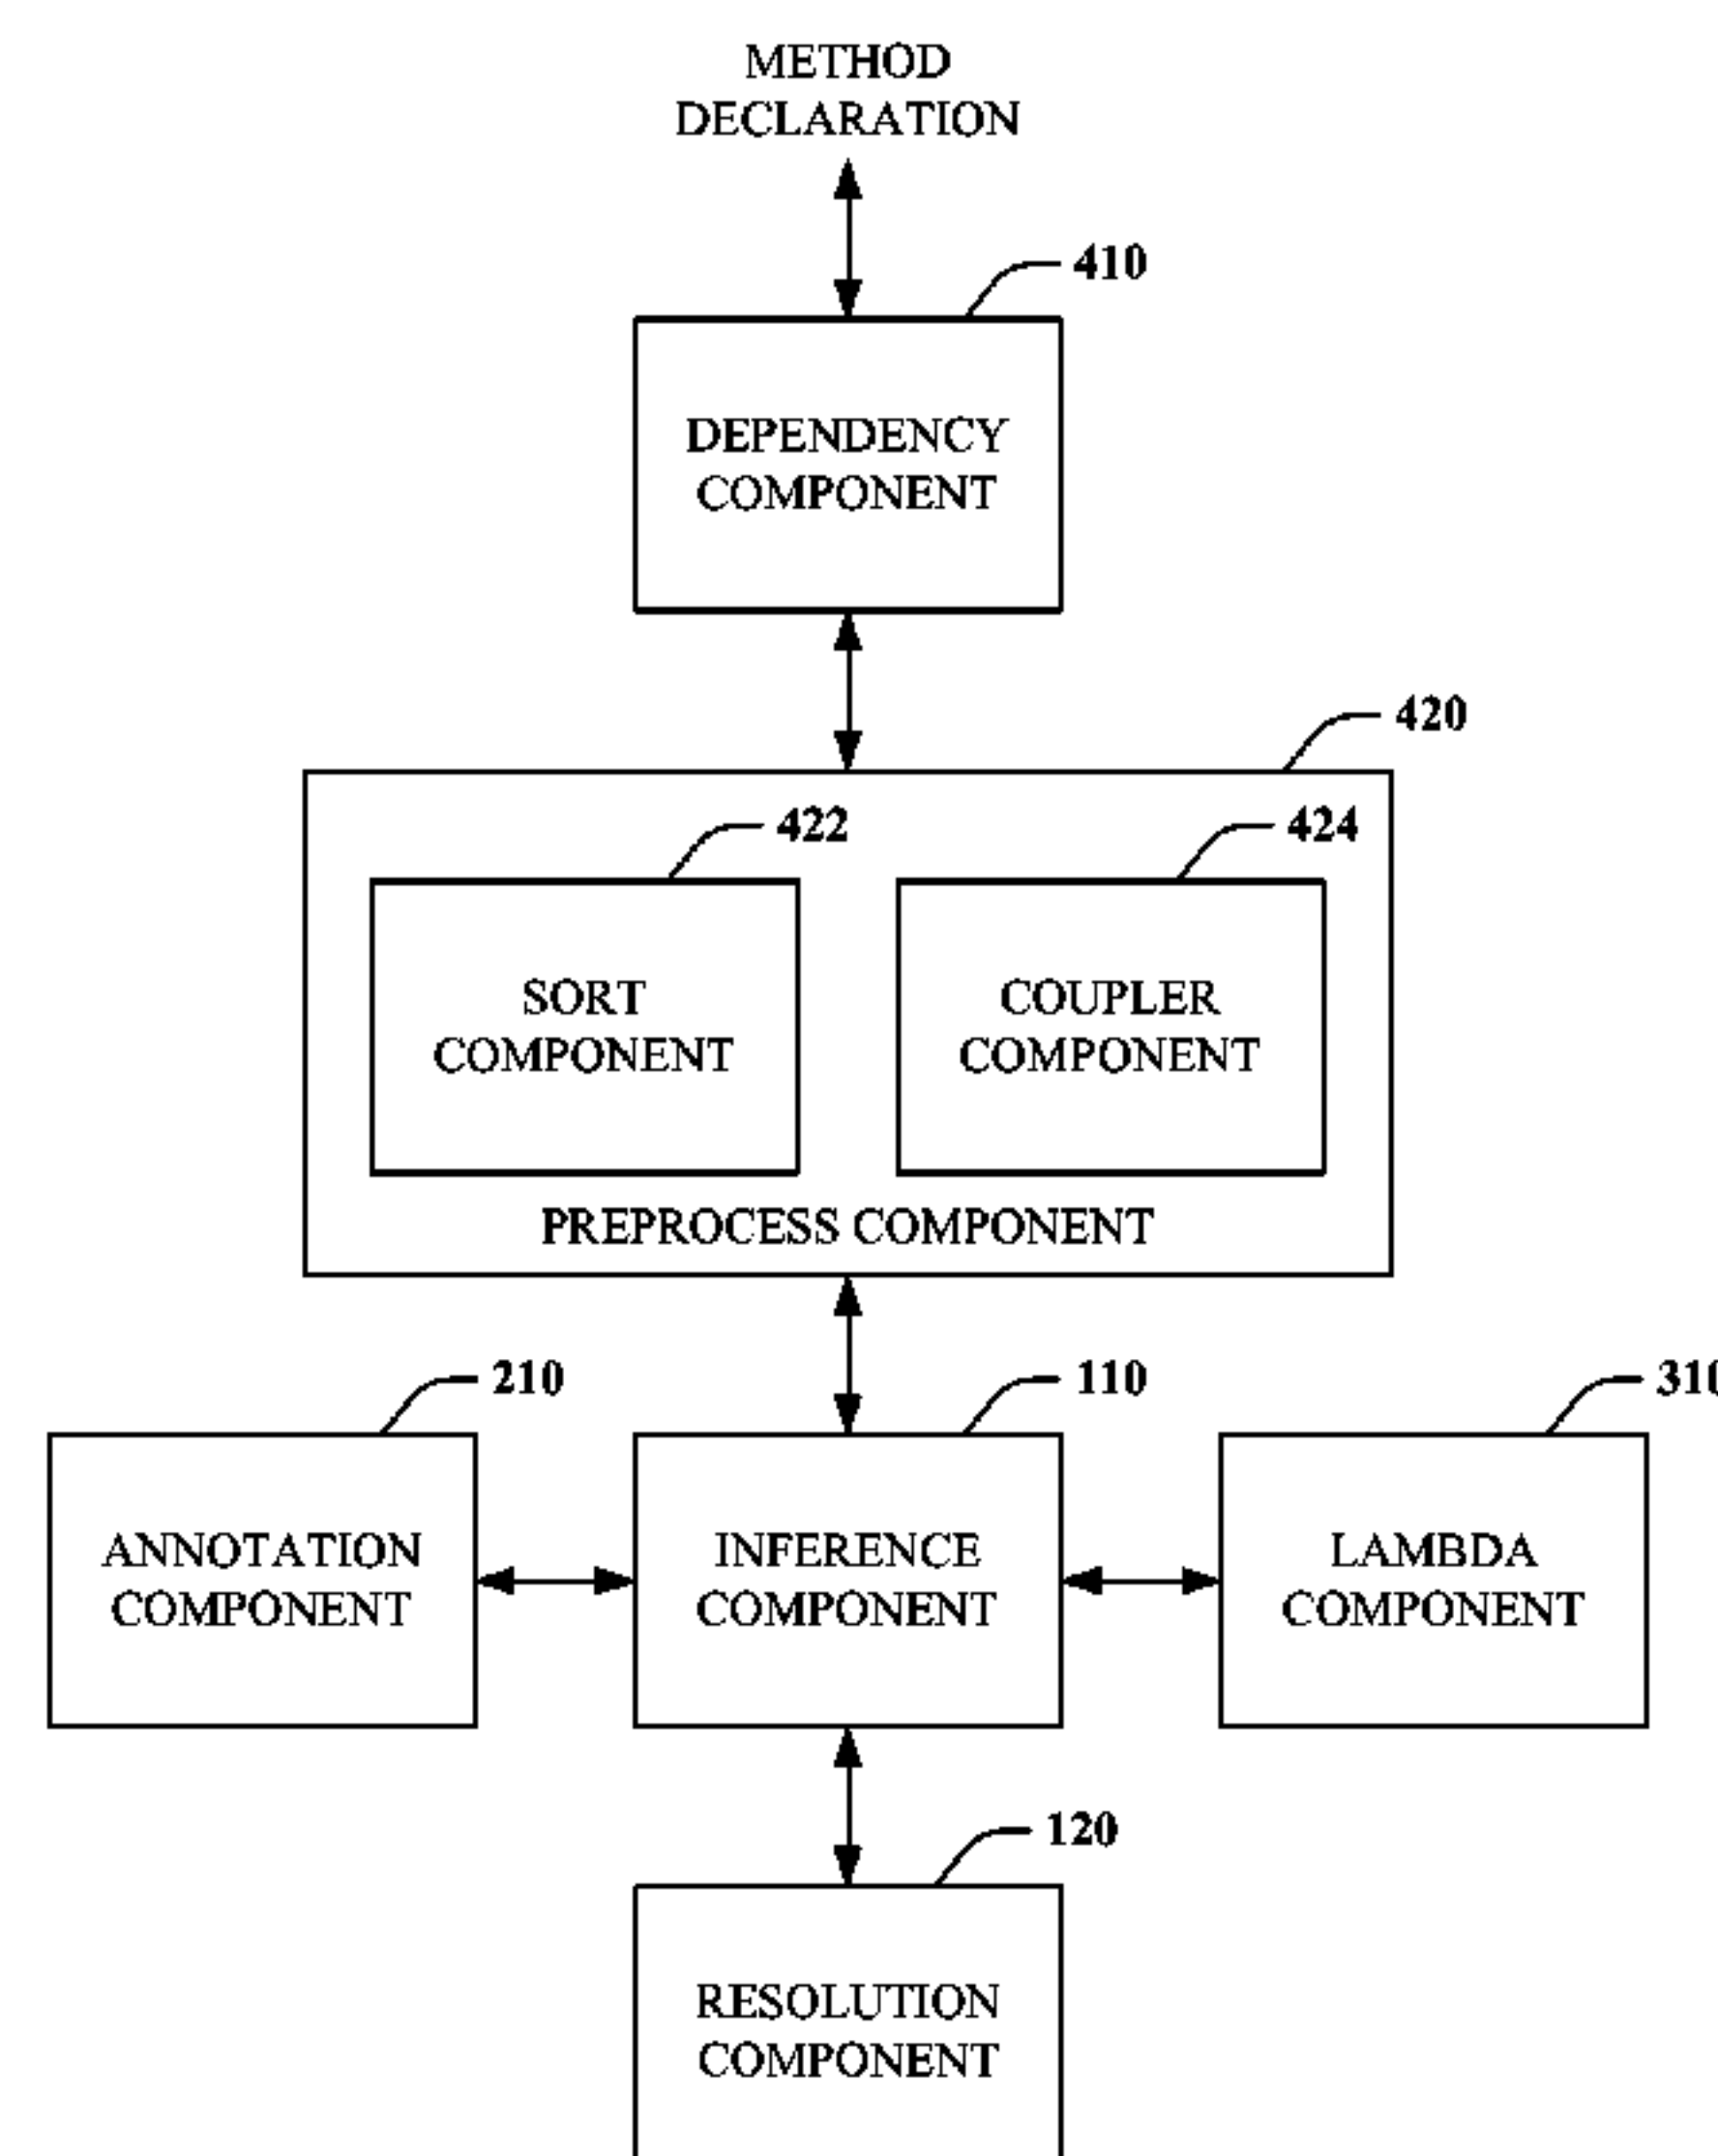 METHOD
DECLARATION
410
DEPENDENCY
COMPONENT
420
422
424
SORT
COMPONENT
COUPLER
COMPONENT
PREPROCESS COMPONENT
210
110
310
ANNOTATION
COMPONENT
INFERENCE
COMPONENT
LAMBDA
COMPONENT
120
RESOLUTION
COMPONENT